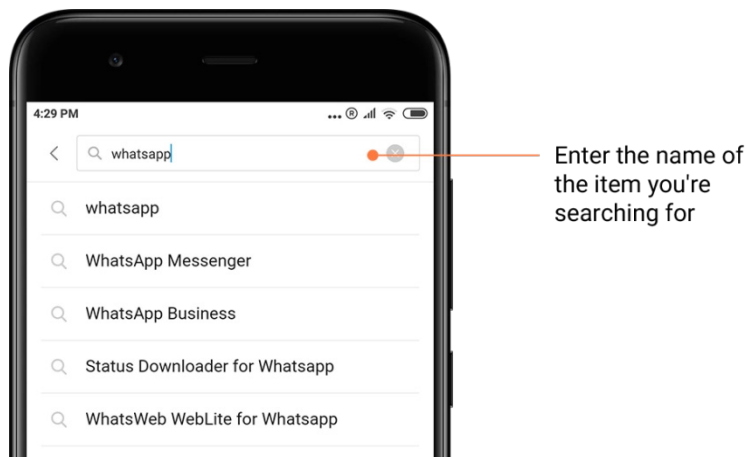 4:29 PM
... ®
whatsapp
Enter the name of
the item you're
searching for
whatsapp
WhatsApp Messenger
WhatsApp Business
Status Downloader for Whatsapp
WhatsWeb WebLite for Whatsapp